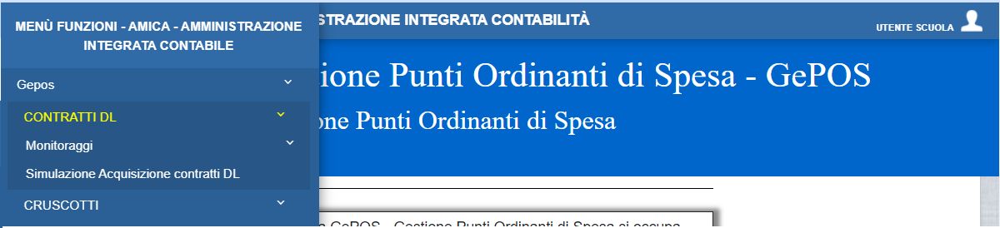 MENÙ FUNZIONI - AMICA - AMMINISTRAZIONE
INTEGRATA CONTABILE
STRAZIONE INTEGRATA CONTABILITÀ
UTENTE SCUOLA
ione Punti Ordinanti di Spesa - GePOS
one Punti Ordinanti di Spesa
Gepos
CONTRATTI DL
Monitoraggi
Simulazione Acquisizione contratti DL
CRUSCOTTI
a GePOS - Gestione Punti Ordinanti di Spesa si occupa